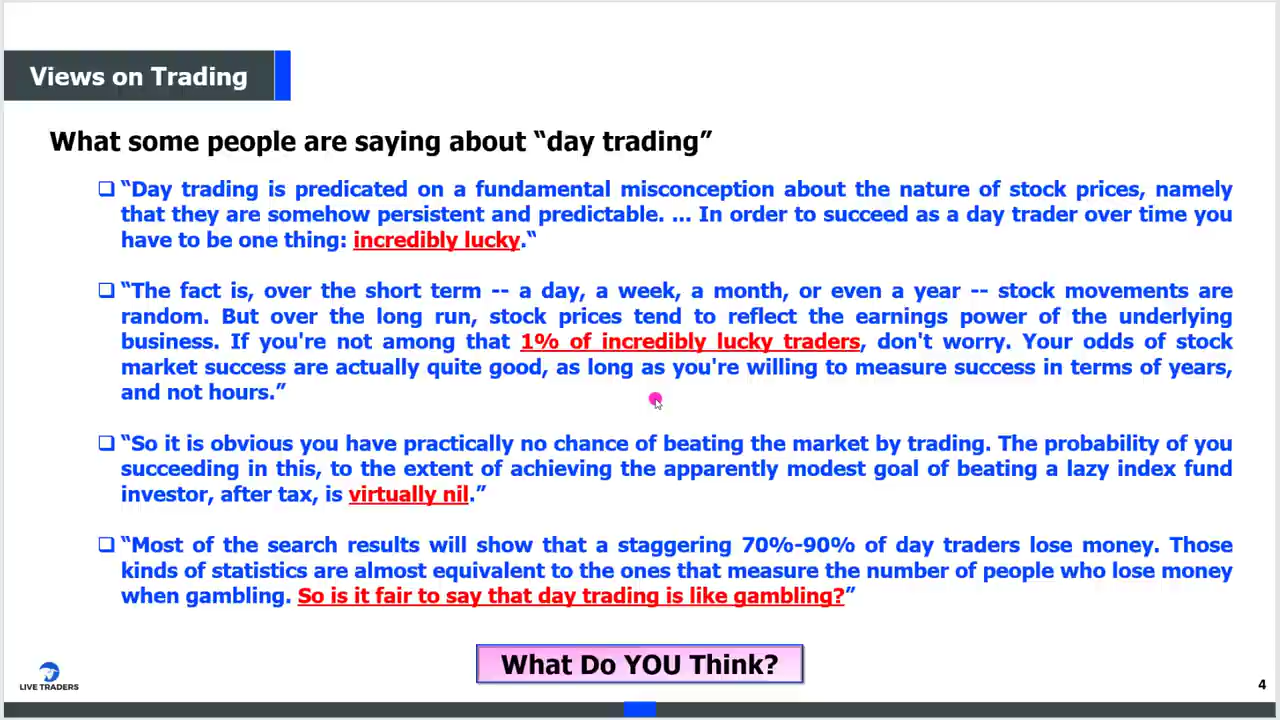 Views on Trading
What some people are saying about “day trading”
❑ “Day trading is predicated on a fundamental misconception about the nature of stock prices, namely
that they are somehow persistent and predictable. ... In order to succeed as a day trader over time you
have to be one thing: incredibly lucky.“
❑ “The fact is, over the short term -- a day, a week, a month, or even a year -- stock movements are
random. But over the long run, stock prices tend to reflect the earnings power of the underlying
business. If you're not among that 1% of incredibly lucky traders, don't worry. Your odds of stock
market success are actually quite good, as long as you're willing to measure success in terms of years,
and not hours.”
❑ “So it is obvious you have practically no chance of beating the market by trading. The probability of you
succeeding in this, to the extent of achieving the apparently modest goal of beating a lazy index fund
investor, after tax, is virtually nil.”
❑ “Most of the search results will show that a staggering 70%-90% of day traders lose money. Those
kinds of statistics are almost equivalent to the ones that measure the number of people who lose money
when gambling. So is it fair to say that day trading is like gambling?”
What Do YOU Think?
LIVE TRADERS
4